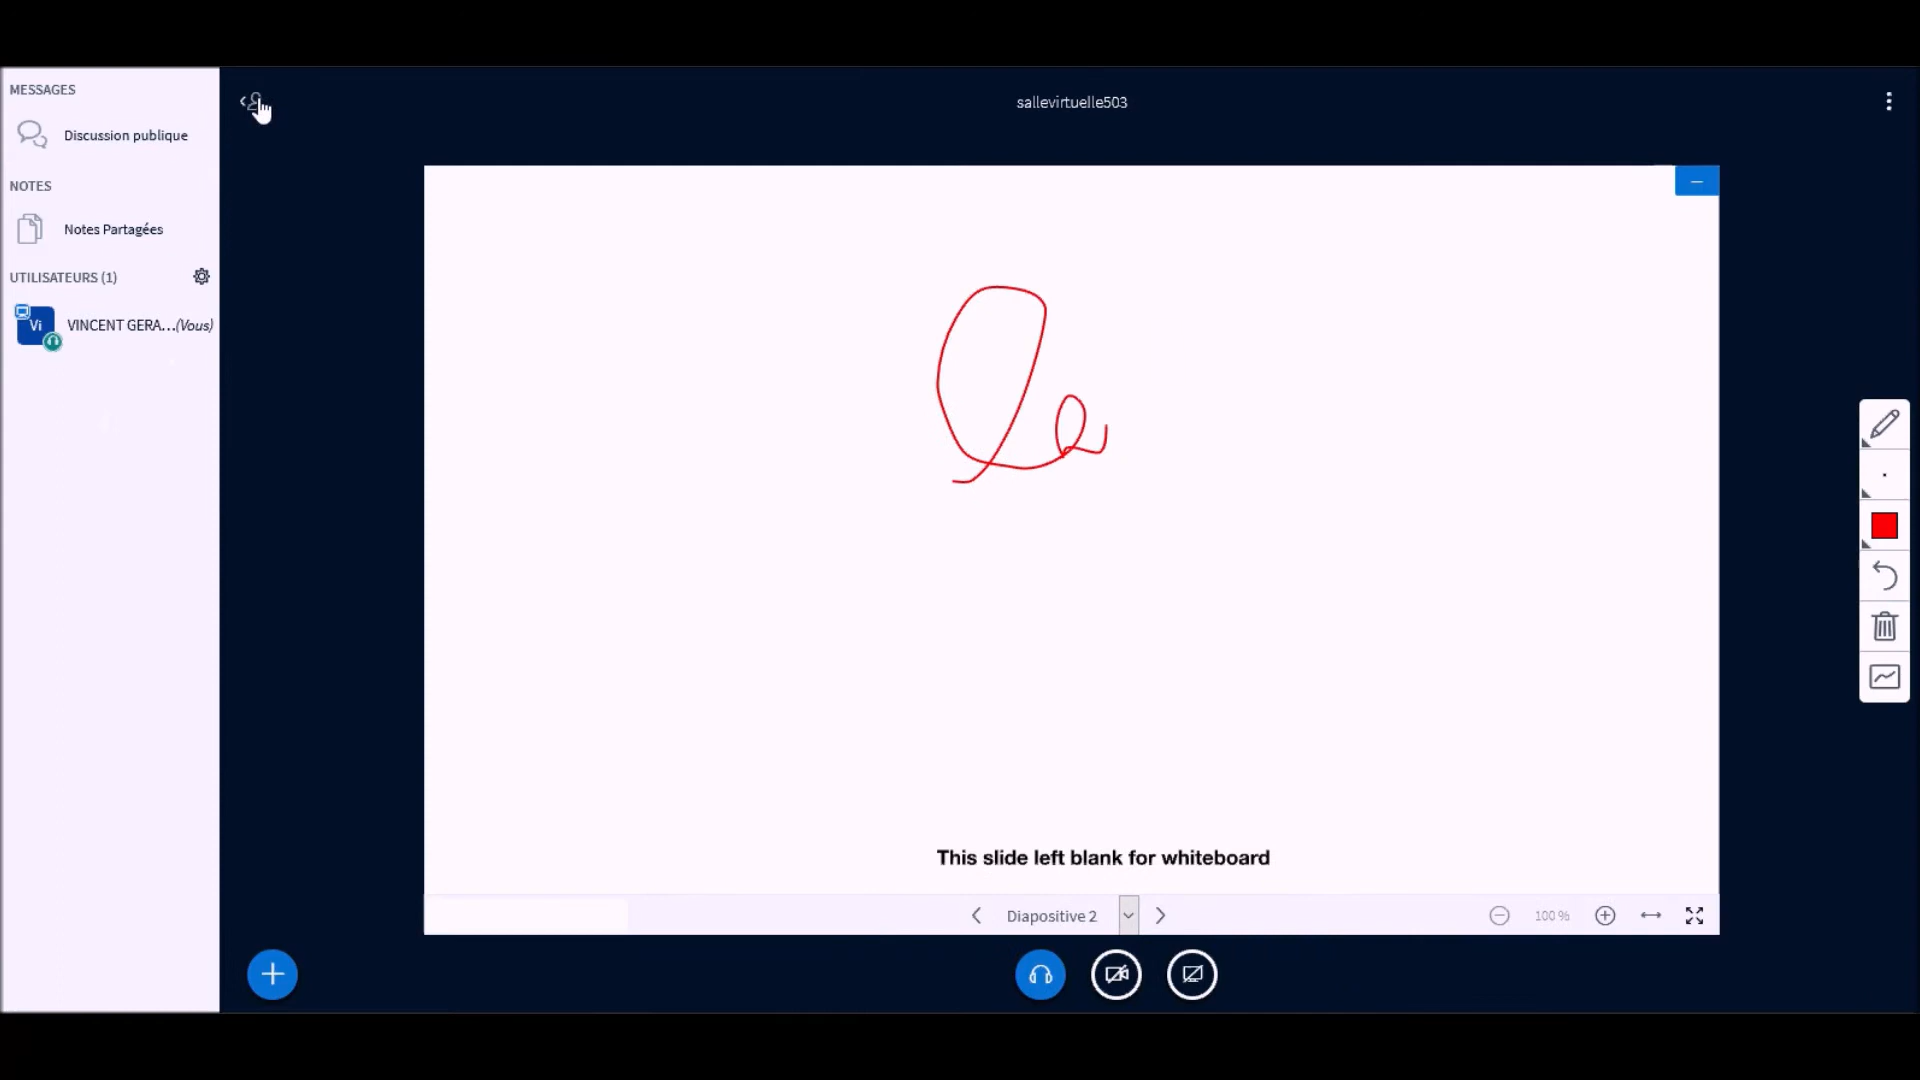 MESSAGES
sallevirtuelle503
Discussion publique
NOTES
Notes Partagées
UTILISATEURS (1)
Vi
VINCENT GERA...(Vous)
This slide left blank for whiteboard
Diapositive 2
100 %